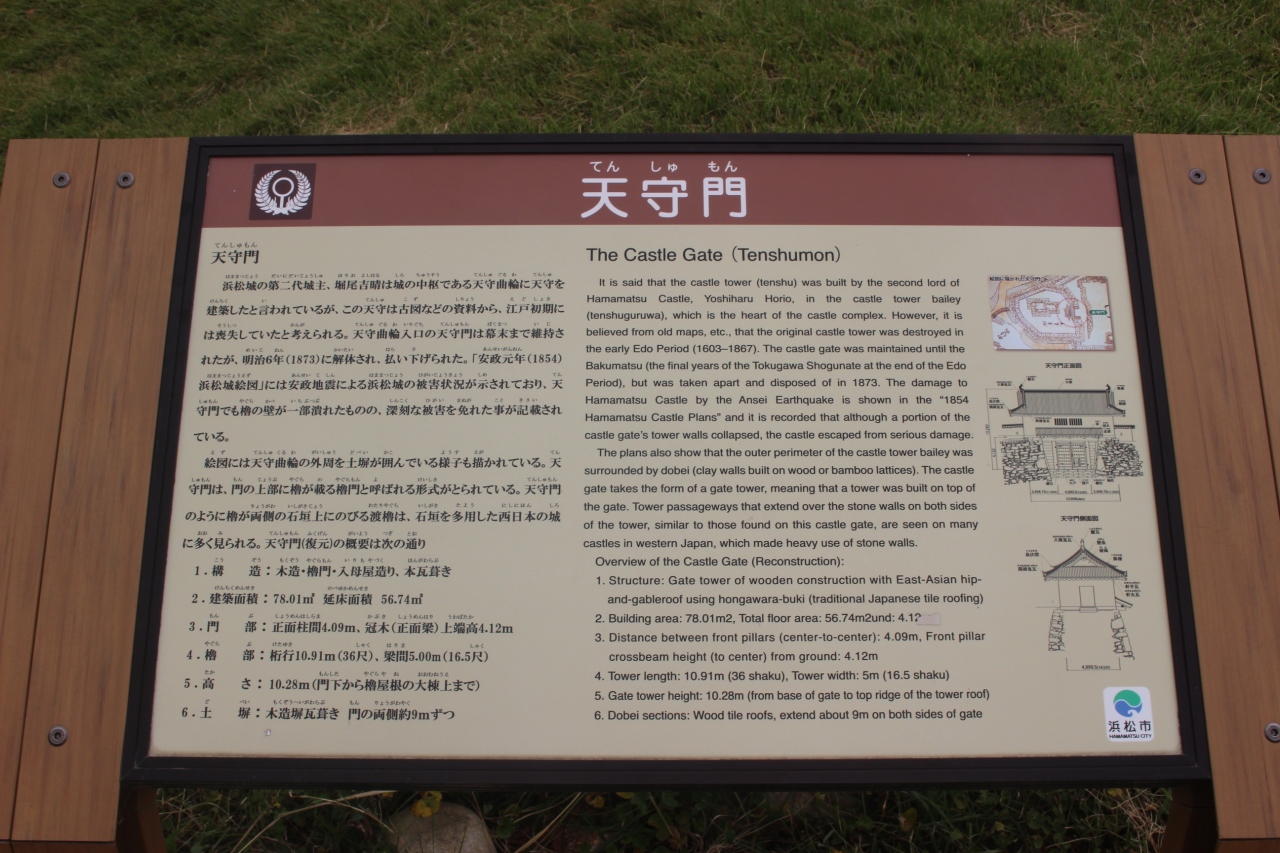 てん しゅ もん
天守門
てんしゅもん
天守門
浜松城の第二代城主、堀尾吉晴は城の中枢である天守曲輪に天守を
建築したと言われているが、この天守は古図などの資料から、江戸初期に
は喪失していたと考えられる。天守曲輪入口の天守門は幕末まで維持さ
れたが、明治6年(1873)に解体され、払い下げられた。「安政元年(1854)
浜松城絵図」には安政地震による浜松城の被害状況が示されており、天
守門でも櫓の壁が一部潰れたものの、深刻な被害を免れた事が記載され
ている。
絵図には天守曲輪の外周を土塀が囲んでいる様子も描かれている。天
守門は、門の上部に櫓が載る櫓門と呼ばれる形式がとられている。天守門
のように櫓が両側の石垣上にのびる渡櫓は、石垣を多用した西日本の城
に多く見られる。天守門(復元)の概要は次の通り
1.構 造：木造・櫓門・入母屋造り、本瓦葺き
2.建築面積：78.01㎡ 延床面積 56.74㎡
3.門 部：正面柱間4.09m、冠木(正面梁)上端高4.12m
4.櫓 部：桁行10.91m(36尺)、梁間5.00m(16.5尺)
5.高 さ：10.28m(門下から櫓屋根の大棟上まで)
6.土 塀：木造塀瓦葺き 門の両側約9mずつ
The Castle Gate (Tenshumon)
It is said that the castle tower (tenshu) was built by the second lord of
Hamamatsu Castle, Yoshiharu Horio, in the castle tower bailey
(tenshuguruwa), which is the heart of the castle complex. However, it is
believed from old maps, etc., that the original castle tower was destroyed in
the early Edo Period (1603–1867). The castle gate was maintained until the
Bakumatsu (the final years of the Tokugawa Shogunate at the end of the Edo
Period), but was taken apart and disposed of in 1873. The damage to
Hamamatsu Castle by the Ansei Earthquake is shown in the "1854
Hamamatsu Castle Plans" and it is recorded that although a portion of the
castle gate's tower walls collapsed, the castle escaped from serious damage.
The plans also show that the outer perimeter of the castle tower bailey was
surrounded by dobei (clay walls built on wood or bamboo lattices). The castle
gate takes the form of a gate tower, meaning that a tower was built on top of
the gate. Tower passageways that extend over the stone walls on both sides
of the tower, similar to those found on this castle gate, are seen on many
castles in western Japan, which made heavy use of stone walls.
Overview of the Castle Gate (Reconstruction):
1. Structure: Gate tower of wooden construction with East-Asian hip-
and-gableroof using hongawara-buki (traditional Japanese tile roofing)
2. Building area: 78.01m2, Total floor area: 56.74m2und: 4.12
3. Distance between front pillars (center-to-center): 4.09m, Front pillar
crossbeam height (to center) from ground: 4.12m
4. Tower length: 10.91m (36 shaku), Tower width: 5m (16.5 shaku)
5. Gate tower height: 10.28m (from base of gate to top ridge of the tower roof)
6. Dobei sections: Wood tile roofs, extend about 9m on both sides of gate
天守門正面図
天守門側面図
浜松市
HAMAMATSU CITY